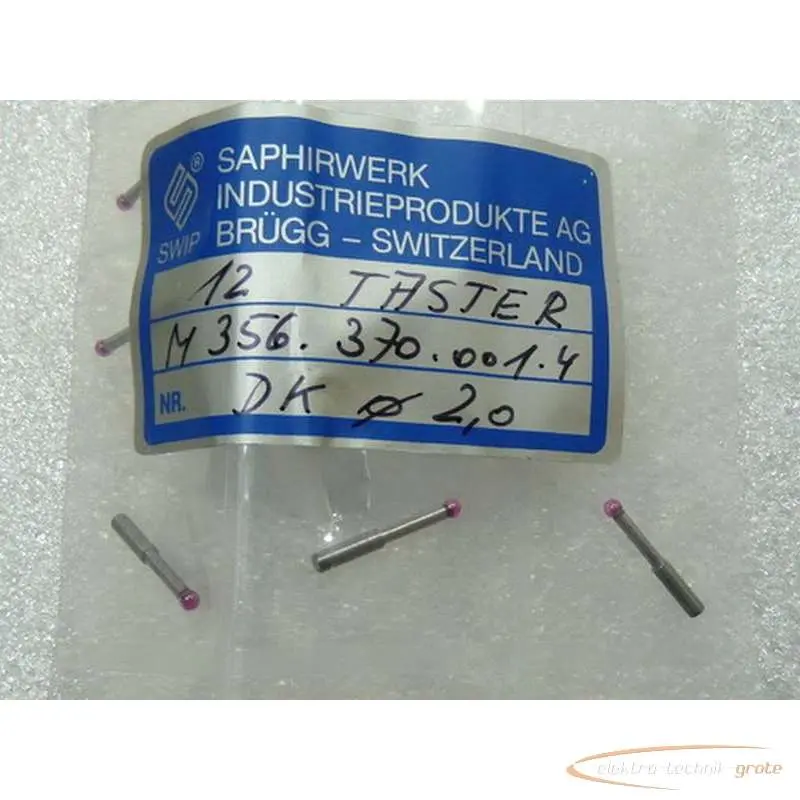 SAPHIRWERK
INDUSTRIEPRODUKTE AG
BRÜGG – SWITZERLAND
SWIP ®
12 TASTER
M 356.370.001.4
NR. DK ⌀ 2,0
elektro-technik-grote